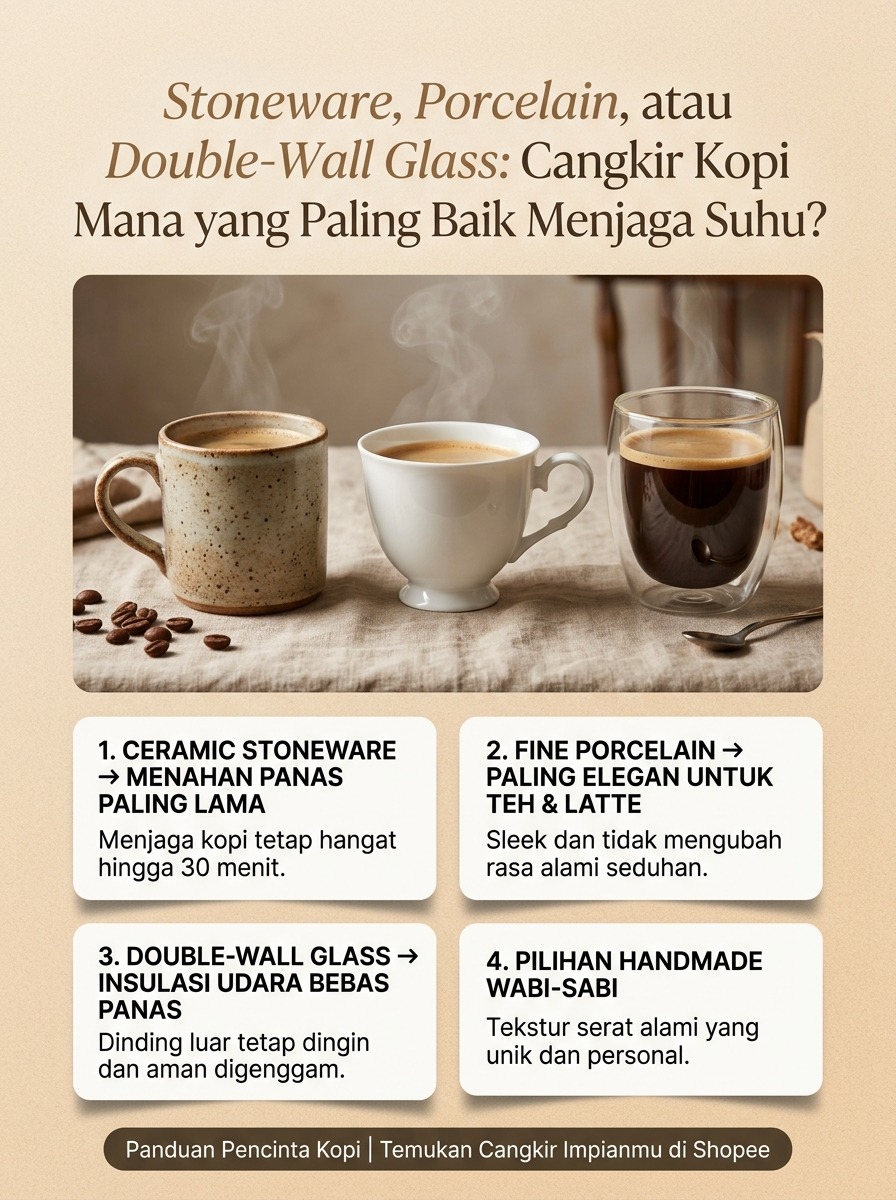 Stoneware, Porcelain, atau
Double-Wall Glass: Cangkir Kopi
Mana yang Paling Baik Menjaga Suhu?
1. CERAMIC STONEWARE
→ MENAHAN PANAS
PALING LAMA
Menjaga kopi tetap hangat
hingga 30 menit.
2. FINE PORCELAIN →
PALING ELEGAN UNTUK
TEH & LATTE
Sleek dan tidak mengubah
rasa alami seduhan.
3. DOUBLE-WALL GLASS →
INSULASI UDARA BEBAS
PANAS
Dinding luar tetap dingin
dan aman digenggam.
4. PILIHAN HANDMADE
WABI-SABI
Tekstur serat alami yang
unik dan personal.
Panduan Pencinta Kopi | Temukan Cangkir Impianmu di Shopee